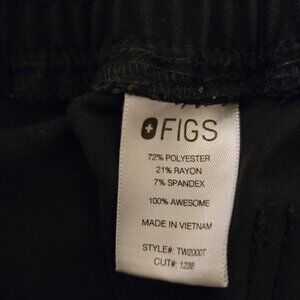 FIGS
72% POLYESTER
21% RAYON
7% SPANDEX
100% AWESOME
MADE IN VIETNAM
STYLE#: TW2000T
CUT#: 1238